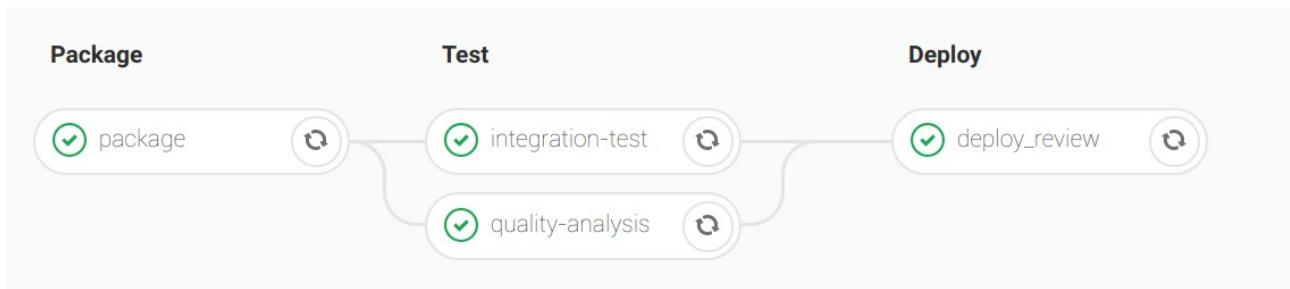 Package
Test
Deploy
package
integration-test
deploy_review
quality-analysis